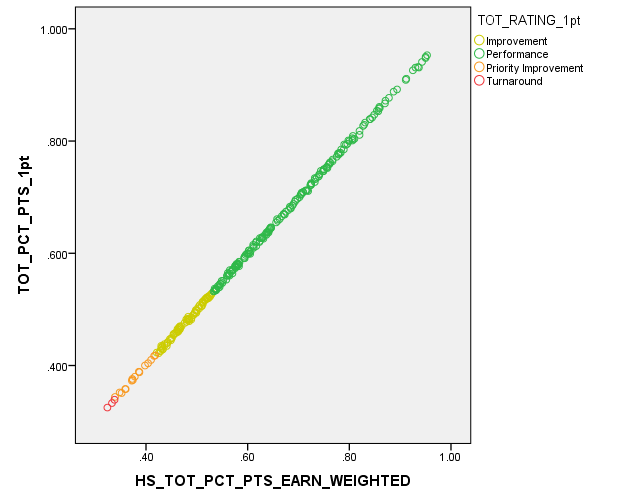 TOT_RATING_1pt
Improvement
Performance
Priority Improvement
Turnaround
1.000
.800
.600
.400
TOT_PCT_PTS_1pt
.40
.60
.80
1.00
HS_TOT_PCT_PTS_EARN_WEIGHTED